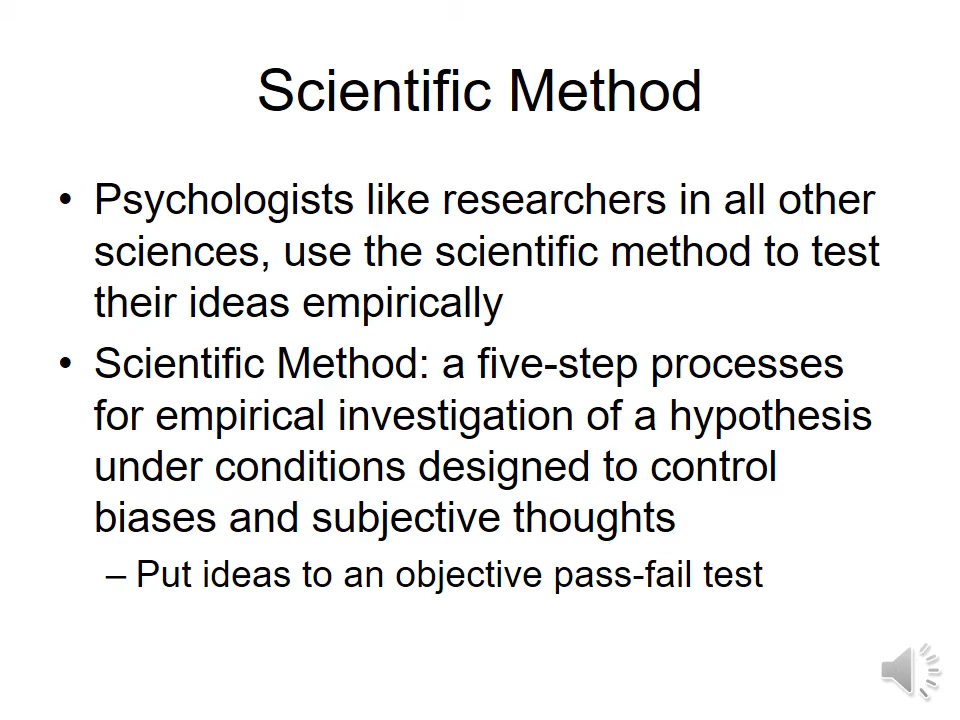 Scientific Method
• Psychologists like researchers in all other
sciences, use the scientific method to test
their ideas empirically
• Scientific Method: a five-step processes
for empirical investigation of a hypothesis
under conditions designed to control
biases and subjective thoughts
– Put ideas to an objective pass-fail test